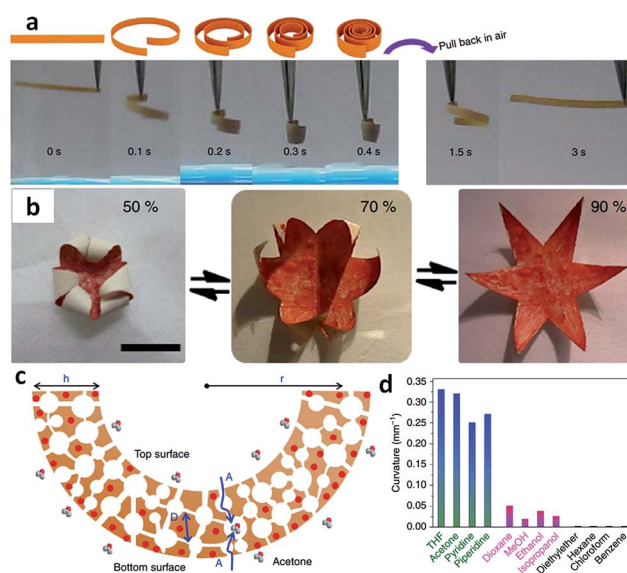 a
Pull back in air
0 s
0.1 s
0.2 s
0.3 s
0.4 s
1.5 s
3 s
b
50 %
70 %
90 %
c
h
r
Top surface
A
D
A
Bottom surface
Acetone
d
Curvature (mm⁻¹)
0.35
0.30
0.25
0.20
0.15
0.10
0.05
0.00
THF
Acetone
Pyridine
Piperidine
Dioxane
MeOH
Ethanol
Isopropanol
Diethylether
Hexane
Chloroform
Benzene